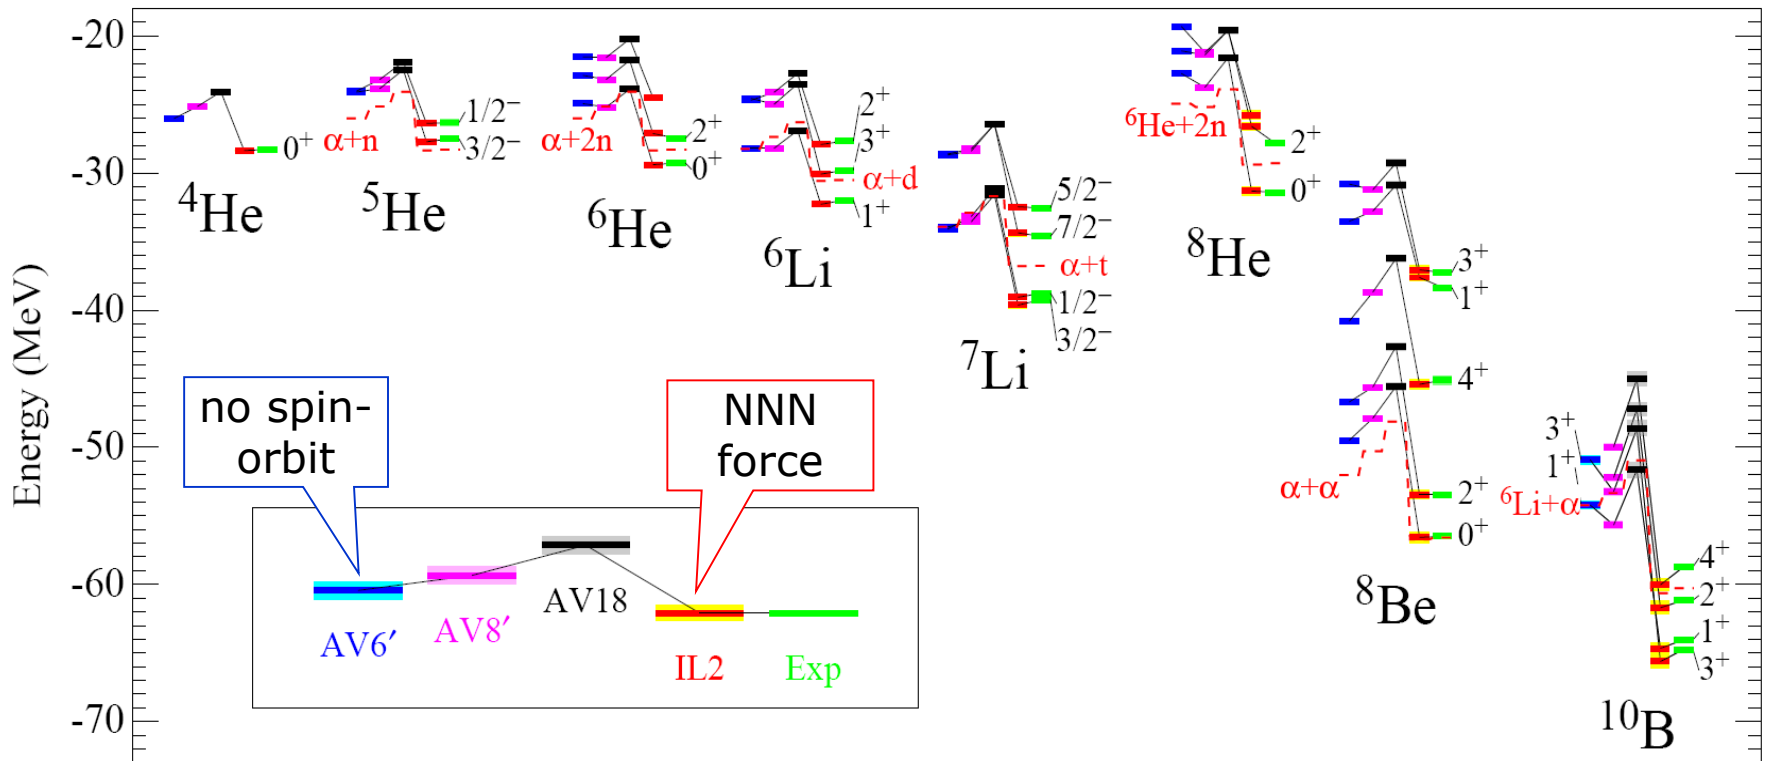 Energy (MeV)
-20
-30
-40
-50
-60
-70
0⁺
⁴He
α+n
1/2⁻
3/2⁻
⁵He
α+2n
2⁺
0⁺
⁶He
2⁺
3⁺
α+d
1⁺
⁶Li
5/2⁻
7/2⁻
α+t
1/2⁻
3/2⁻
⁷Li
⁶He+2n
2⁺
0⁺
⁸He
3⁺
1⁺
4⁺
α+α
2⁺
0⁺
⁸Be
3⁺
1⁺
⁶Li+α
4⁺
2⁺
1⁺
3⁺
¹⁰B
no spin-
orbit
NNN
force
AV6′
AV8′
AV18
IL2
Exp